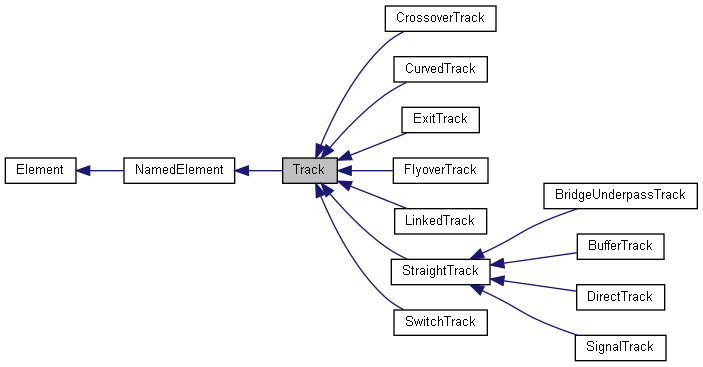 CrossoverTrack
CurvedTrack
ExitTrack
Element
NamedElement
Track
FlyoverTrack
LinkedTrack
StraightTrack
SwitchTrack
BridgeUnderpassTrack
BufferTrack
DirectTrack
SignalTrack